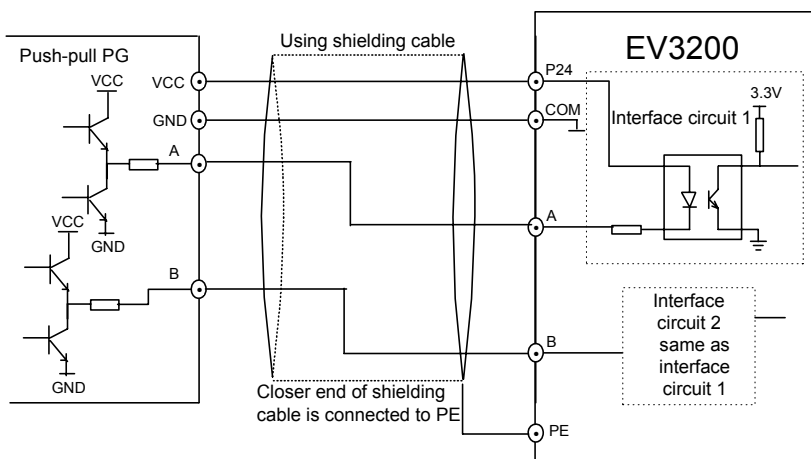 Using shielding cable
EV3200
Push-pull PG
VCC
VCC
P24
GND
COM
Interface circuit 1
3.3V
A
A
GND
VCC
B
B
GND
Interface
circuit 2
same as
interface
circuit 1
Closer end of shielding
cable is connected to PE
PE